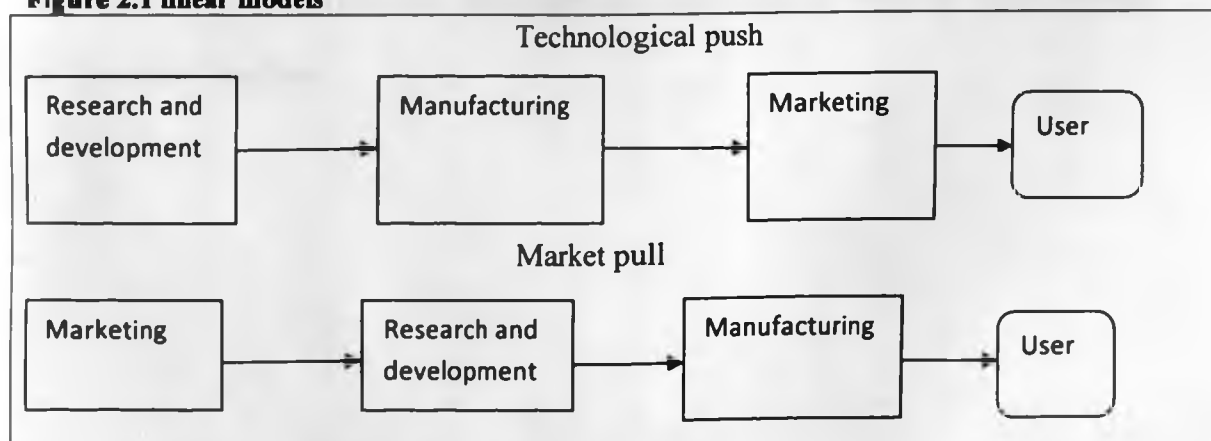 Figure 2.1 linear models
Technological push
Research and
development
Manufacturing
Marketing
User
Market pull
Marketing
Research and
development
Manufacturing
User